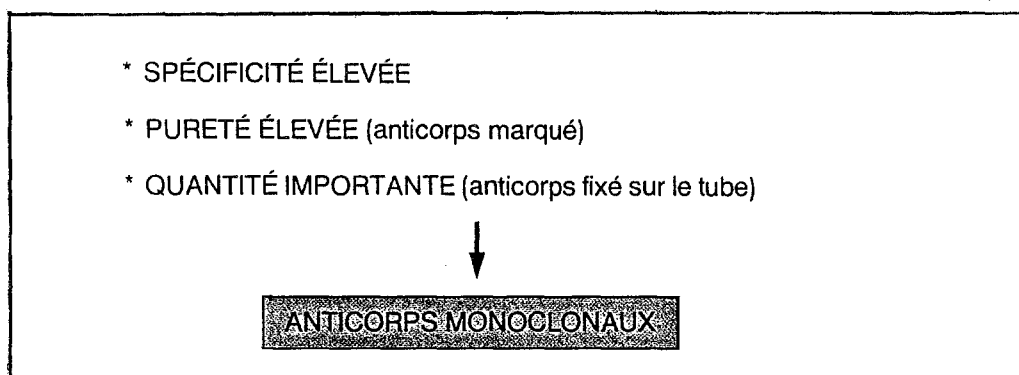 * SPÉCIFICITÉ ÉLEVÉE
* PURETÉ ÉLEVÉE (anticorps marqué)
* QUANTITÉ IMPORTANTE (anticorps fixé sur le tube)
ANTICORPS MONOCLONAUX